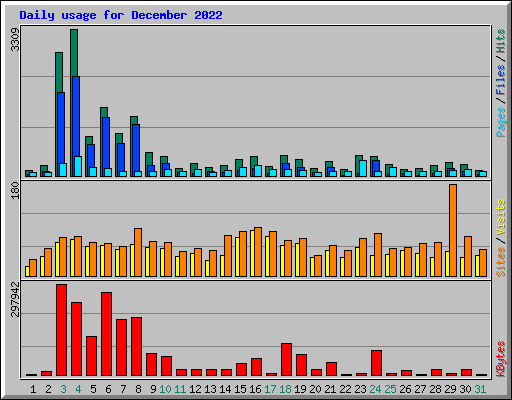 Daily usage for December 2022
3309
Pages / Files / Hits
180
Sites / Visits
297942
KBytes
1 2 3 4 5 6 7 8 9 10 11 12 13 14 15 16 17 18 19 20 21 22 23 24 25 26 27 28 29 30 31